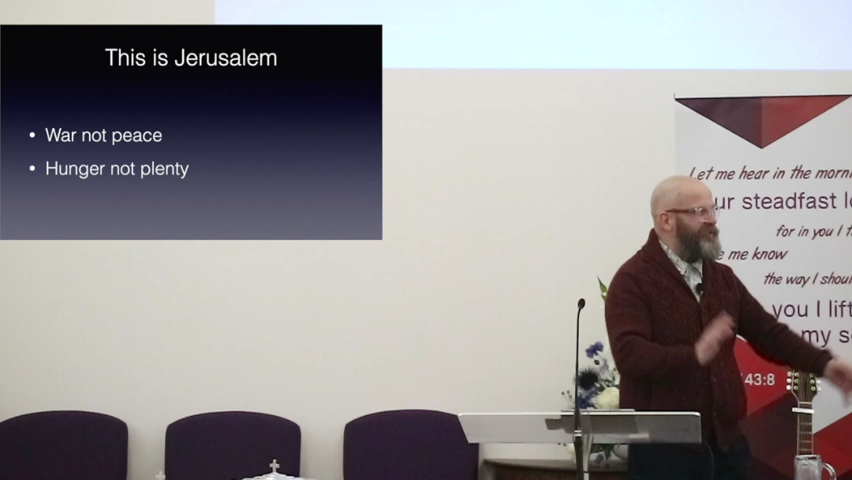 This is Jerusalem
• War not peace
• Hunger not plenty
Let me hear in the
steadfast
for in you I
me know
the way I
you I lift
my
43:8